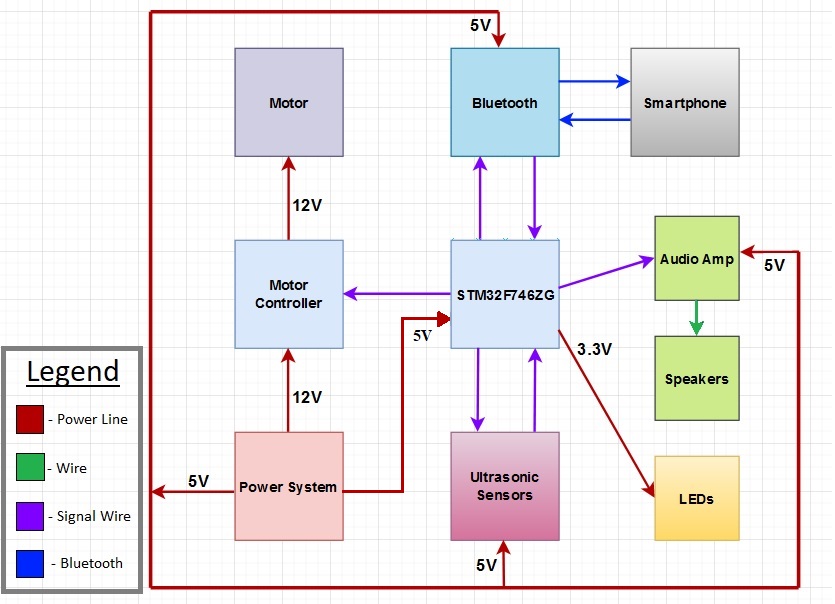 5V
Motor
Bluetooth
Smartphone
12V
Audio Amp
5V
Motor
Controller
STM32F746ZG
5V
3.3V
Legend
- Power Line
- Wire
- Signal Wire
- Bluetooth
12V
Speakers
5V
Power System
Ultrasonic
Sensors
LEDs
5V